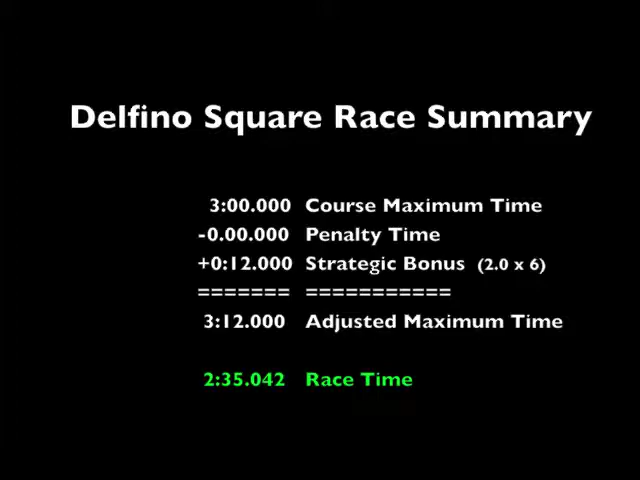 Delfino Square Race Summary
3:00.000 Course Maximum Time
-0.00.000 Penalty Time
+0:12.000 Strategic Bonus (2.0 x 6)
======= ===========
3:12.000 Adjusted Maximum Time
2:35.042 Race Time